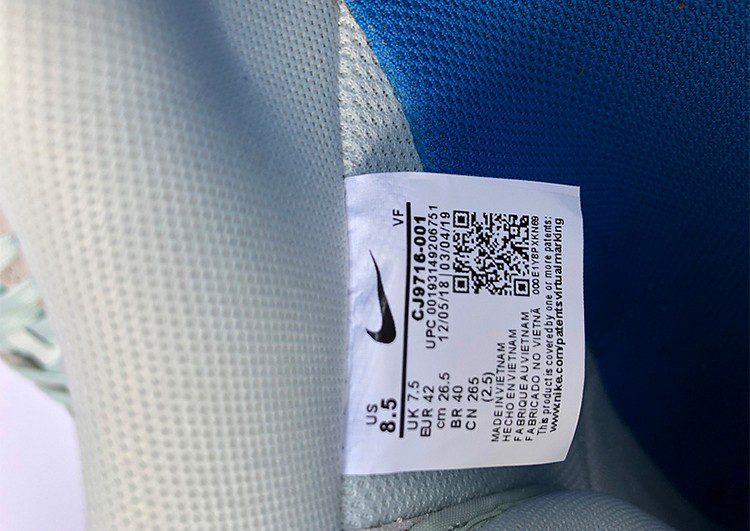 VF
US
8.5
CJ9716-001
UPC 00193149206751
12/05/18 | 03/04/19
UK 7.5
EUR 42
cm 26.5
BR 40
CN 265
(2.5)
MADE IN VIETNAM
HECHO EN VIETNAM
FABRIQUE AU VIETNAM
FABRICADO NO VIETNÃ
000E1Y8PXKN69
This product is covered by one or more patents:
www.nike.com/patentsvirtualmarking